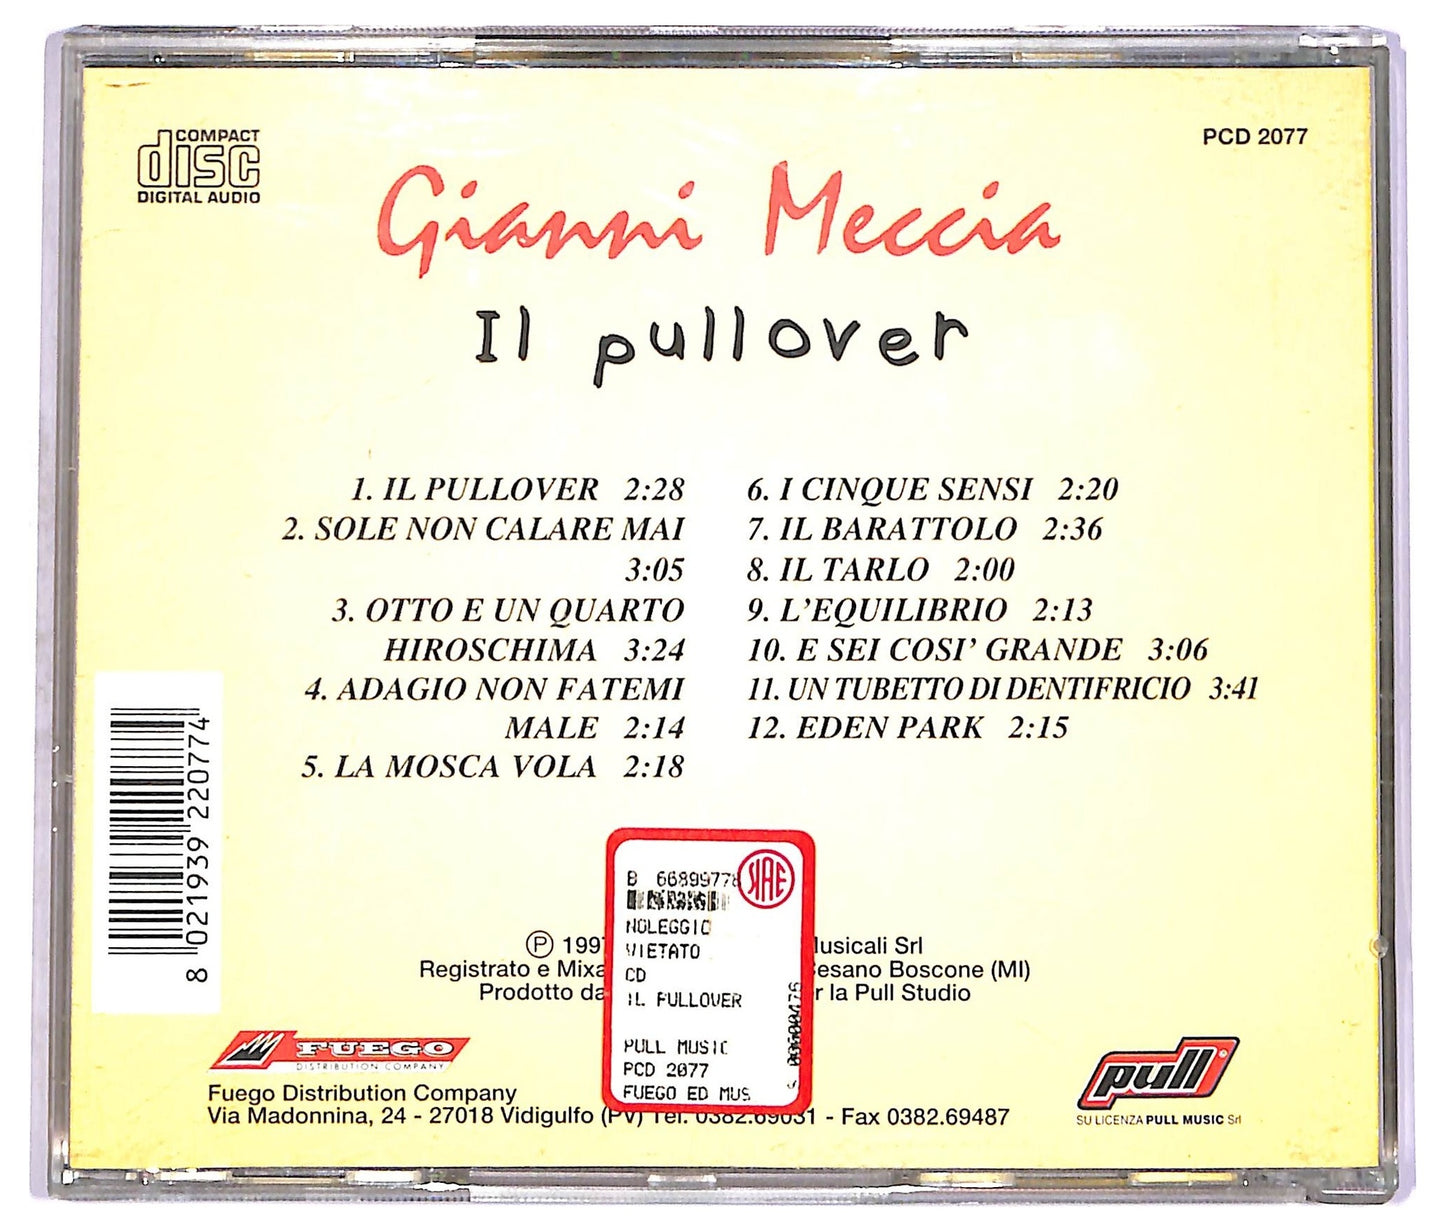 COMPACT
disc
DIGITAL AUDIO
PCD 2077
Gianni Meccia
Il pullover
1. IL PULLOVER 2:28
2. SOLE NON CALARE MAI
3:05
3. OTTO E UN QUARTO
HIROSCHIMA 3:24
4. ADAGIO NON FATEMI
MALE 2:14
5. LA MOSCA VOLA 2:18
6. I CINQUE SENSI 2:20
7. IL BARATTOLO 2:36
8. IL TARLO 2:00
9. L'EQUILIBRIO 2:13
10. E SEI COSI' GRANDE 3:06
11. UN TUBETTO DI DENTIFRICIO 3:41
12. EDEN PARK 2:15
8 021939 220774
B 66899778
SIAE
NOLEGGIO
VIETATO
CD
IL PULLOVER
PULL MUSIC
PCD 2077
FUEGO ED MUS
Ⓟ 1997 Musicali Srl
Registrato e Cesano Boscone (MI)
Prodotto la Pull Studio
FUEGO
DISTRIBUTION COMPANY
Fuego Distribution Company
Via Madonnina, 24 - 27018 Vidigulfo (PV) Tel. 0382.69031 - Fax 0382.69487
pull
SU LICENZA PULL MUSIC Srl